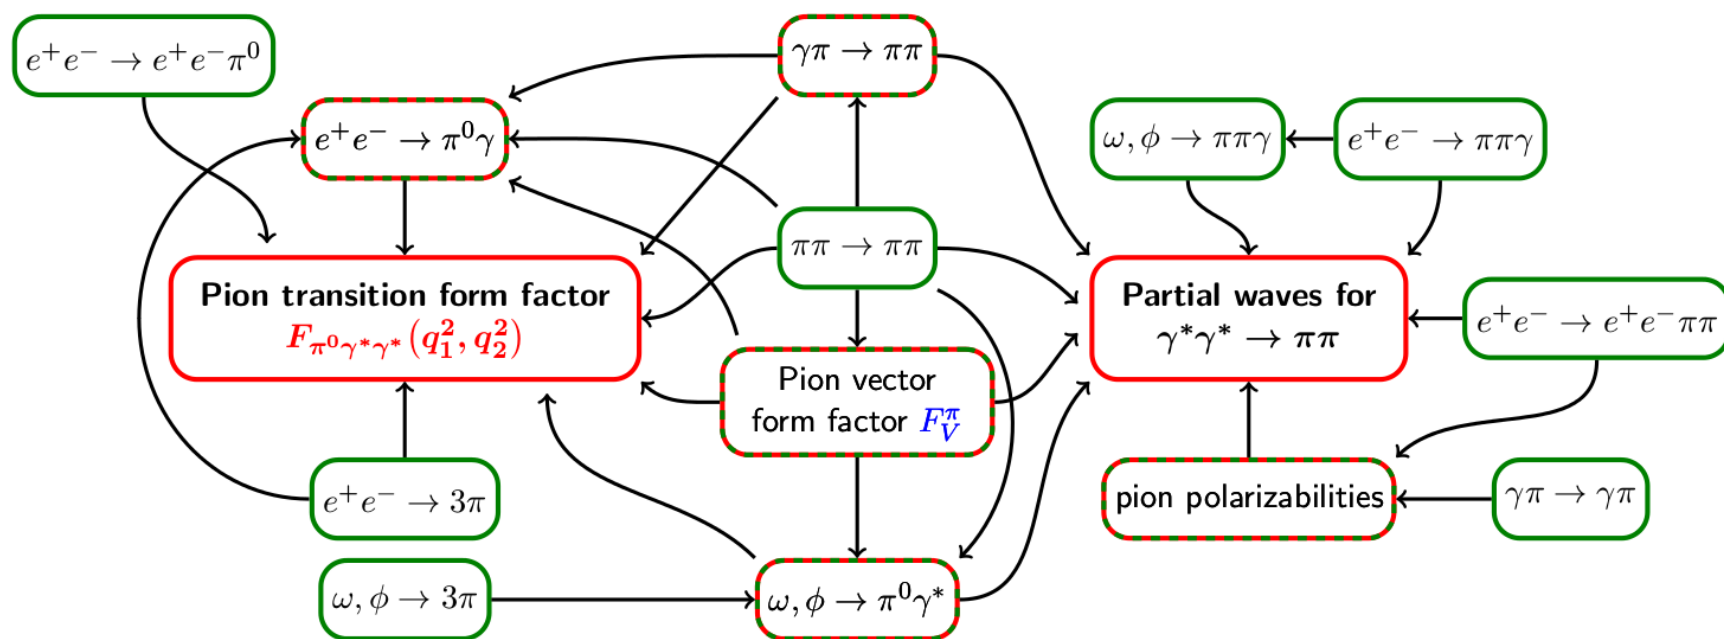 e⁺e⁻ → e⁺e⁻π⁰
γπ → ππ
e⁺e⁻ → π⁰γ
ω, ϕ → ππγ
e⁺e⁻ → ππγ
ππ → ππ
Pion transition form factor
F_{π⁰γ*γ*}(q₁², q₂²)
Partial waves for
γ*γ* → ππ
e⁺e⁻ → e⁺e⁻ππ
Pion vector
form factor F_V^π
e⁺e⁻ → 3π
pion polarizabilities
γπ → γπ
ω, ϕ → 3π
ω, ϕ → π⁰γ*